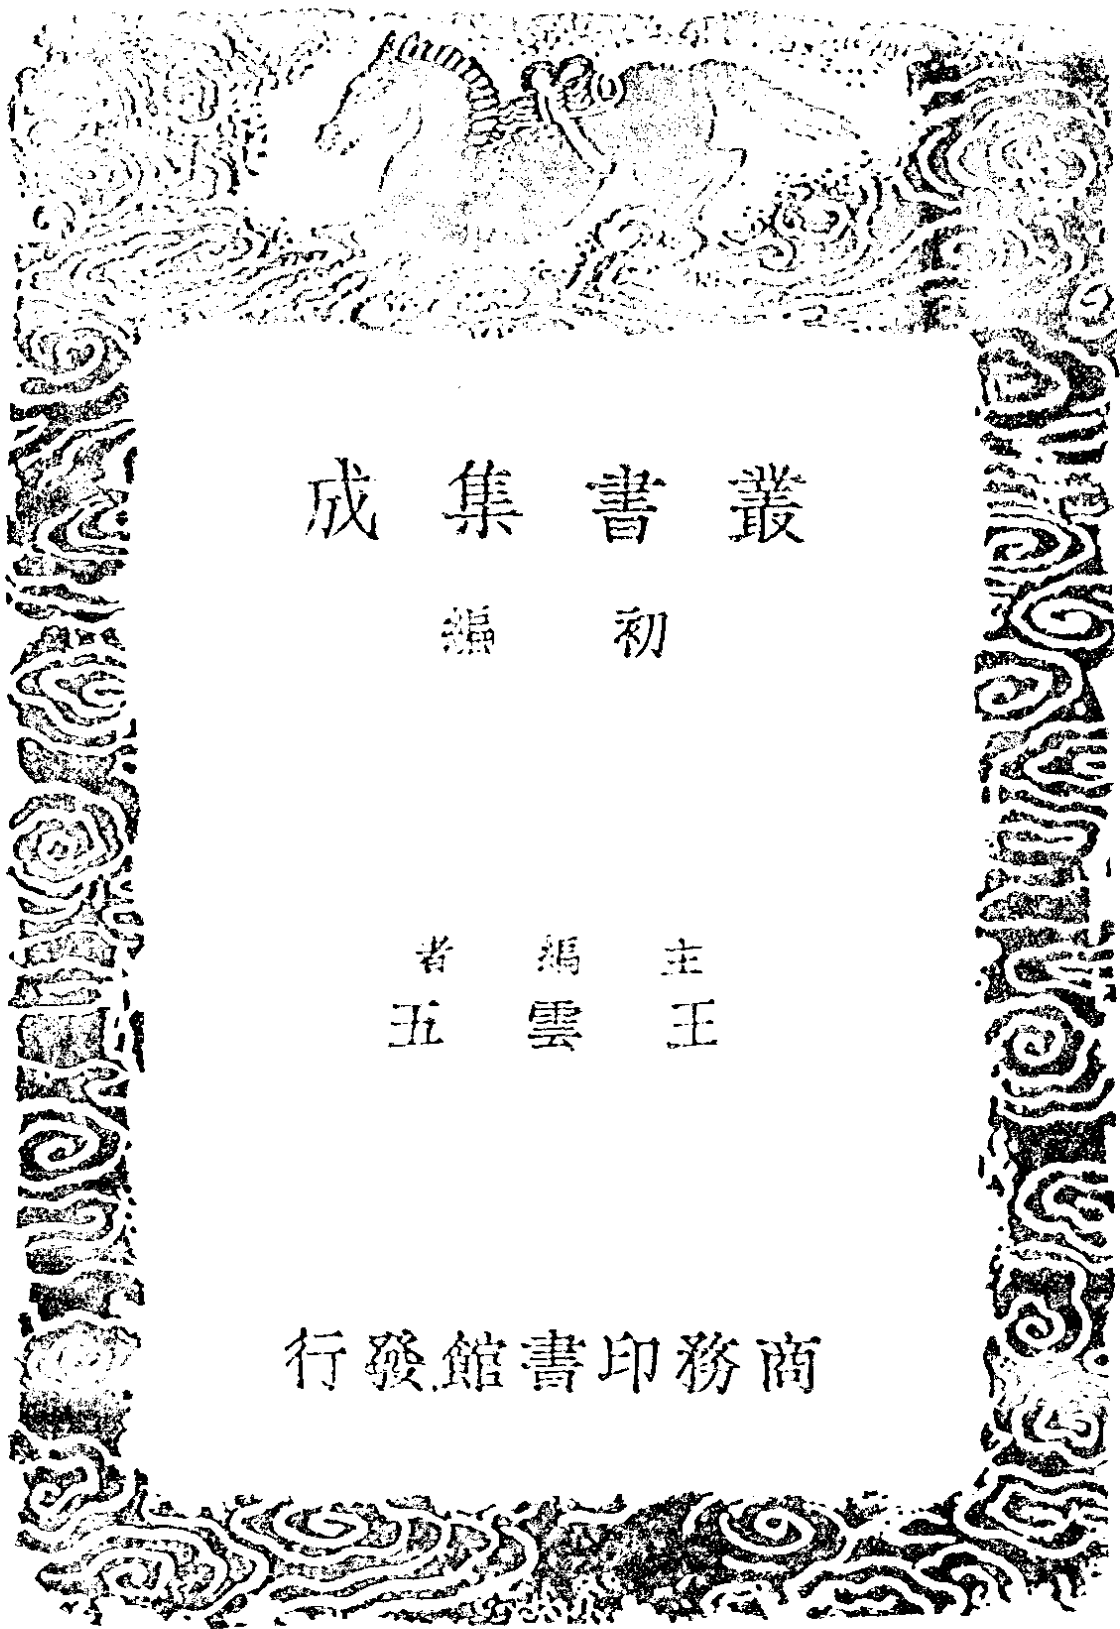 叢書集成
初編
主編者
王雲五
商務印書館發行